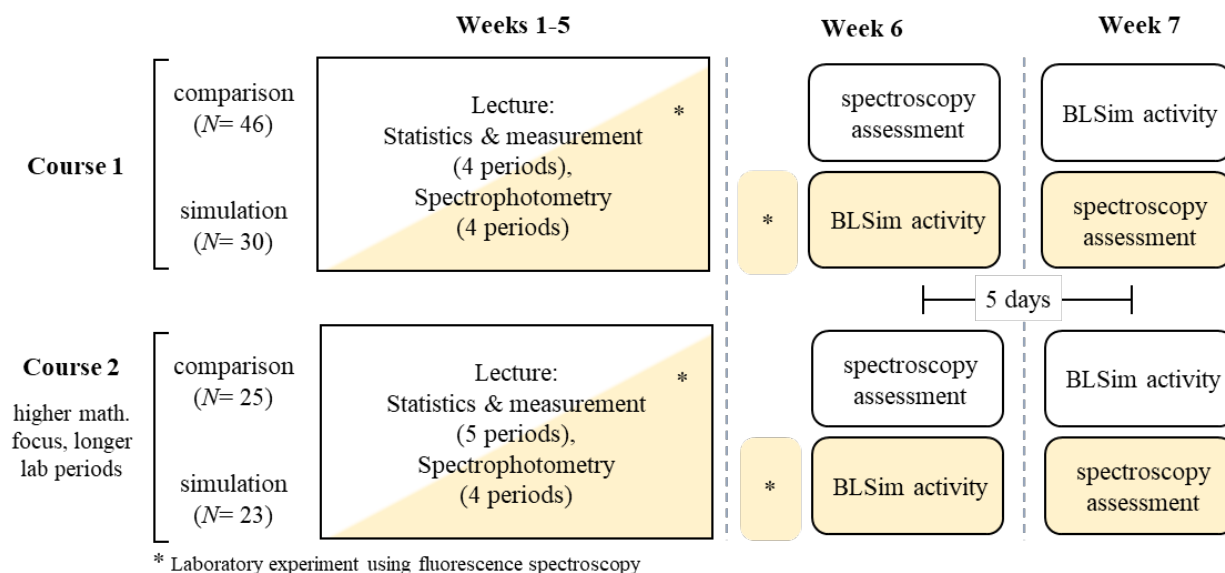 Weeks 1-5
Week 6
Week 7
Course 1
comparison
(N= 46)
simulation
(N= 30)
Lecture:
Statistics & measurement
(4 periods),
Spectrophotometry
(4 periods)
*
spectroscopy
assessment
BLSim activity
*
BLSim activity
spectroscopy
assessment
5 days
Course 2
higher math.
focus, longer
lab periods
comparison
(N= 25)
simulation
(N= 23)
Lecture:
Statistics & measurement
(5 periods),
Spectrophotometry
(4 periods)
*
spectroscopy
assessment
BLSim activity
*
BLSim activity
spectroscopy
assessment
* Laboratory experiment using fluorescence spectroscopy